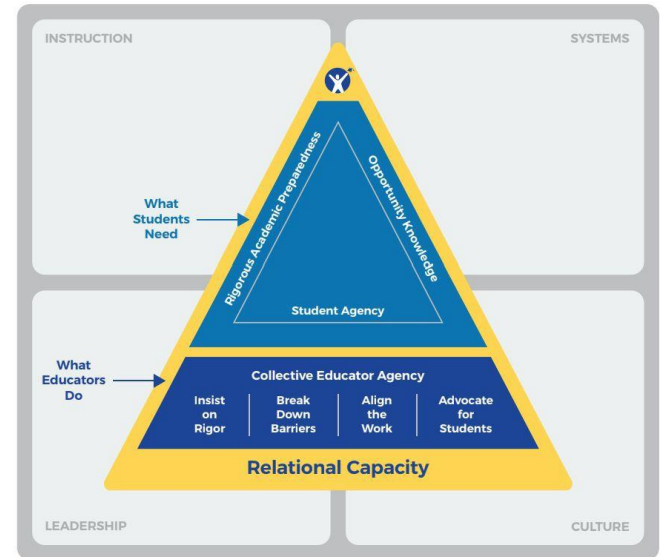 INSTRUCTION
SYSTEMS
What
Students
Need
Rigorous Academic Preparedness
Opportunity Knowledge
Student Agency
What
Educators
Do
Collective Educator Agency
Insist
on
Rigor
Break
Down
Barriers
Align
the
Work
Advocate
for
Students
Relational Capacity
LEADERSHIP
CULTURE